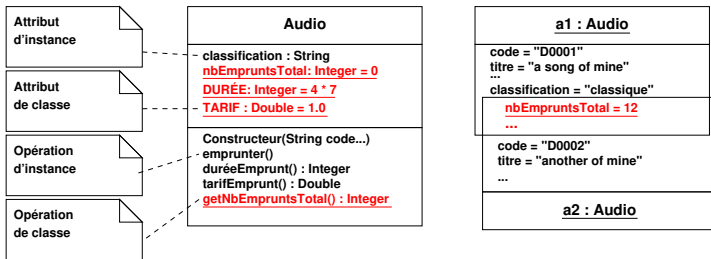 Attribut
d'instance
Attribut
de classe
Opération
d'instance
Opération
de classe
Audio
classification : String
nbEmpruntsTotal: Integer = 0
DURÉE: Integer = 4 * 7
TARIF : Double = 1.0
Constructeur(String code...)
emprunter()
duréeEmprunt() : Integer
tarifEmprunt() : Double
getNbEmpruntsTotal() : Integer
a1 : Audio
code = "D0001"
titre = "a song of mine"
...
classification = "classique"
nbEmpruntsTotal = 12
...
code = "D0002"
titre = "another of mine"
...
a2 : Audio